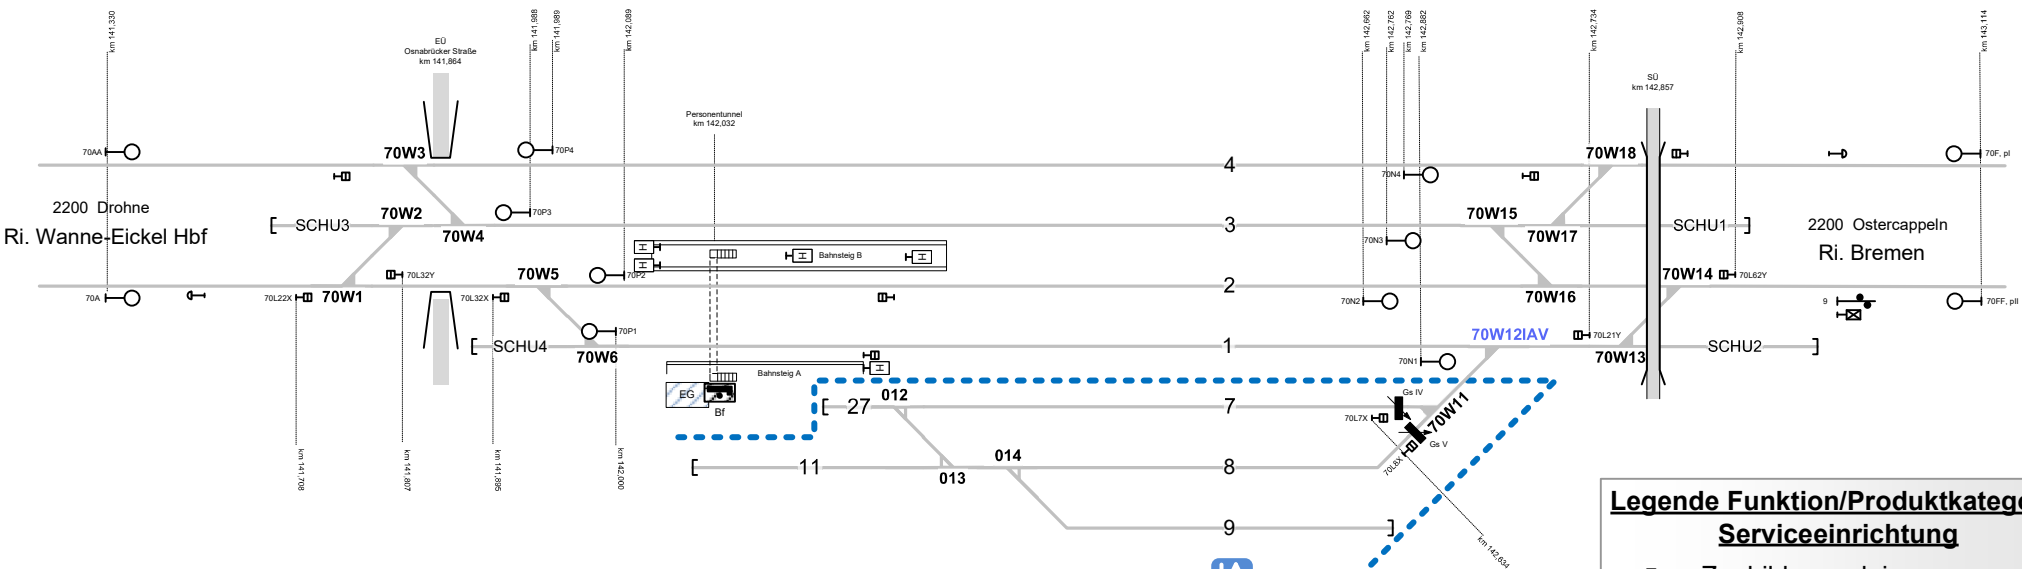 km 141,330
EÜ
Osnabrücker Straße
km 141,864
km 141,988
km 141,989
km 142,089
Personentunnel
km 142,032
km 142,662
km 142,762
km 142,769
km 142,882
km 142,734
SÜ
km 142,857
km 142,908
km 143,114
70AA
70W3
70P4
4
70N4
70W18
70F, pI
2200 Drohne
Ri. Wanne-Eickel Hbf
SCHU3
70W2
70W4
70P3
3
70N3
70W15
70W17
SCHU1
2200 Ostercappeln
Ri. Bremen
Bahnsteig B
70A
70L22X
70W1
70L32Y
70L32X
70W5
70P2
2
70N2
70W16
70W14
70L62Y
9
70FF, pII
SCHU4
70W6
70P1
1
70N1
70W12IAV
70L21Y
70W13
SCHU2
Bahnsteig A
EG
Bf
27
012
7
70L7X
Gs IV
70W11
Gs V
70L8X
11
013
014
8
9
km 141,708
km 141,807
km 141,895
km 142,000
km 142,634
Legende Funktion/Produktkatego
Serviceeinrichtung